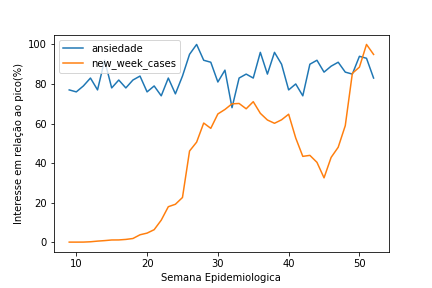 ansiedade
new_week_cases
Interesse em relação ao pico(%)
100
80
60
40
20
0
10 20 30 40 50
Semana Epidemiologica